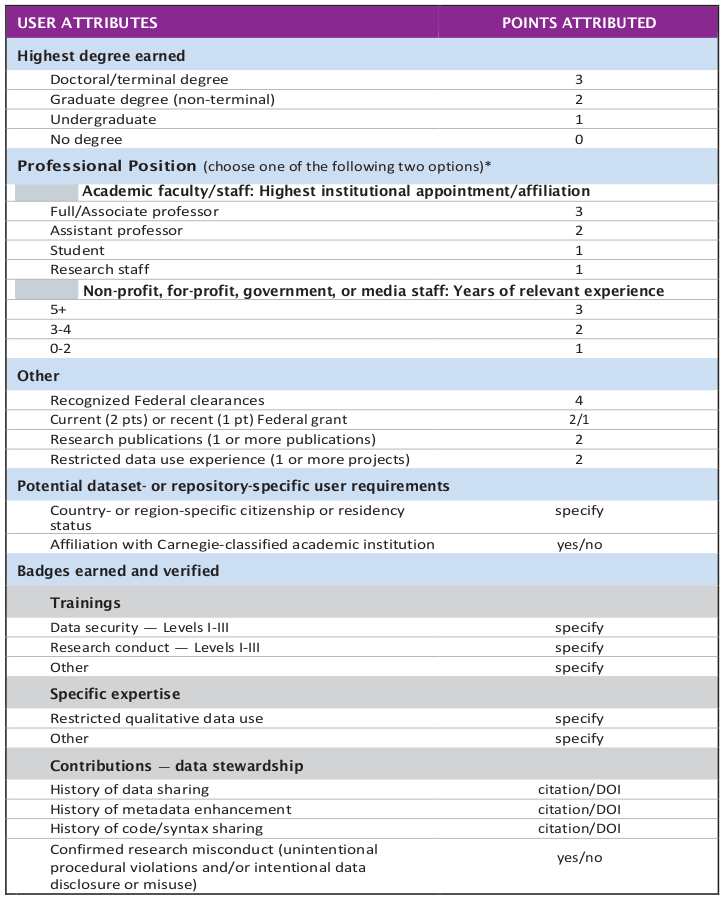 USER ATTRIBUTES POINTS ATTRIBUTED
Highest degree earned
Doctoral/terminal degree 3
Graduate degree (non-terminal) 2
Undergraduate 1
No degree 0
Professional Position (choose one of the following two options)*
Academic faculty/staff: Highest institutional appointment/affiliation
Full/Associate professor 3
Assistant professor 2
Student 1
Research staff 1
Non-profit, for-profit, government, or media staff: Years of relevant experience
5+ 3
3-4 2
0-2 1
Other
Recognized Federal clearances 4
Current (2 pts) or recent (1 pt) Federal grant 2/1
Research publications (1 or more publications) 2
Restricted data use experience (1 or more projects) 2
Potential dataset- or repository-specific user requirements
Country- or region-specific citizenship or residency specify
status
Affiliation with Carnegie-classified academic institution yes/no
Badges earned and verified
Trainings
Data security — Levels I-III specify
Research conduct — Levels I-III specify
Other specify
Specific expertise
Restricted qualitative data use specify
Other specify
Contributions — data stewardship
History of data sharing citation/DOI
History of metadata enhancement citation/DOI
History of code/syntax sharing citation/DOI
Confirmed research misconduct (unintentional
procedural violations and/or intentional data yes/no
disclosure or misuse)